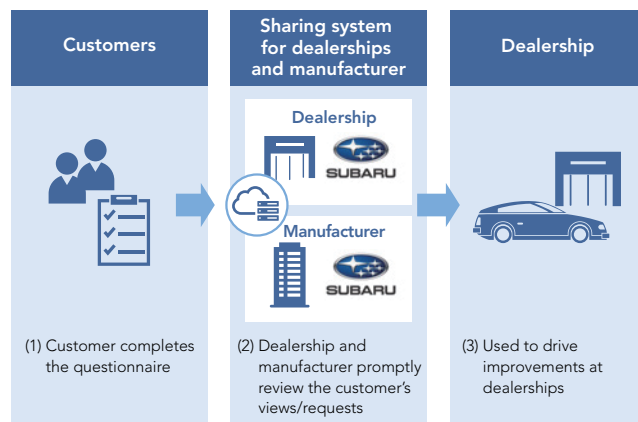 Customers
Sharing system
for dealerships
and manufacturer
Dealership
Dealership
SUBARU
Manufacturer
SUBARU
(1) Customer completes
the questionnaire
(2) Dealership and
manufacturer promptly
review the customer's
views/requests
(3) Used to drive
improvements at
dealerships